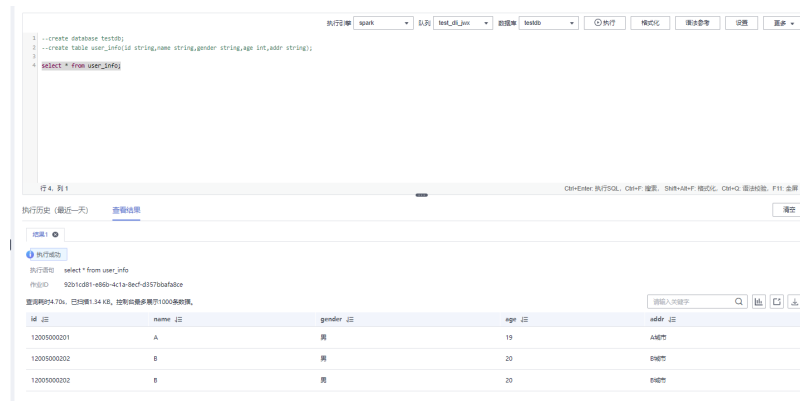 执行引擎 spark 队列 test_dli_jwx 数据库 testdb 执行 格式化 语法参考 设置 更多
1 --create database testdb;
2 --create table user_info(id string,name string,gender string,age int,addr string);
3
4 select * from user_info;
行 4，列 1 Ctrl+Enter: 执行SQL，Ctrl+F: 搜索， Shift+Alt+F: 格式化，Ctrl+Q: 语法校验，F11: 全屏
执行历史（最近一天） 查看结果 清空
结果1
执行成功
执行语句 select * from user_info
作业ID 92b1cd81-e86b-4c1a-8ecf-d357bbafa8ce
查询耗时4.70s，已扫描1.34 KB。控制台最多展示1000条数据。 请输入关键字
id name gender age addr
12005000201 A 男 19 A城市
12005000202 B 男 20 B城市
12005000202 B 男 20 B城市